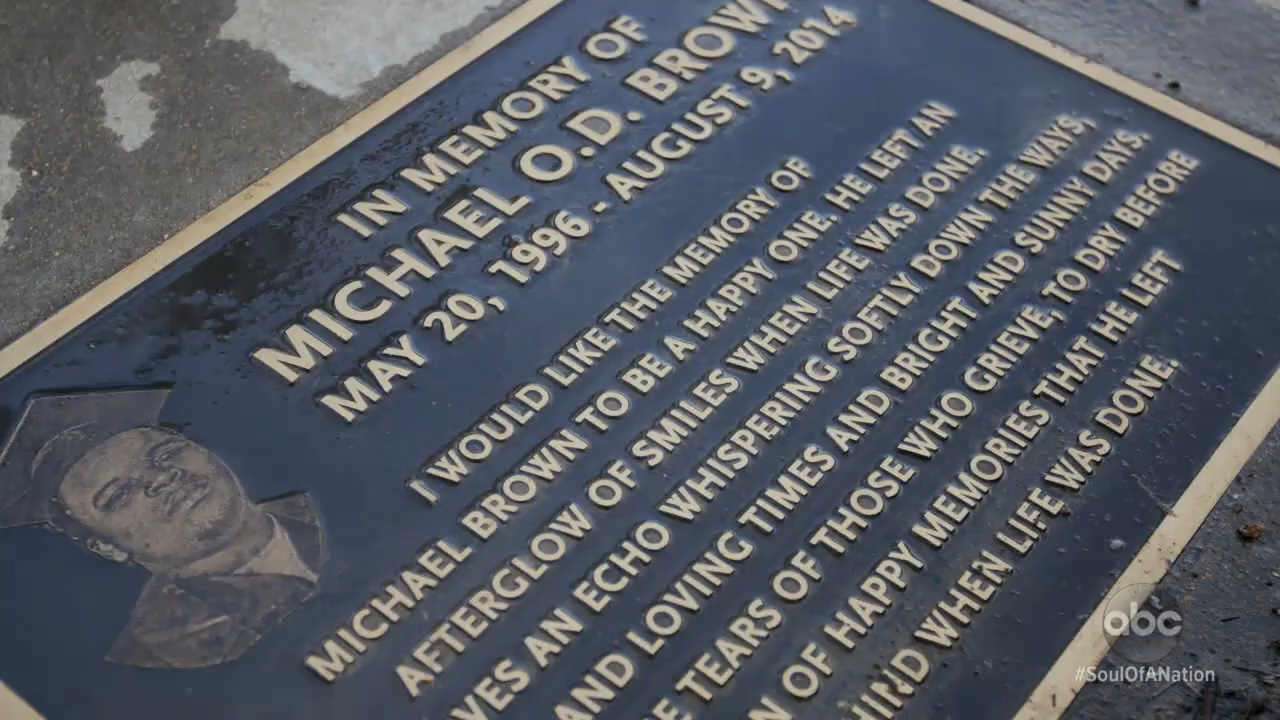 IN MEMORY OF
MICHAEL O.D. BROWN
MAY 20, 1996 - AUGUST 9, 2014
I WOULD LIKE THE MEMORY OF
MICHAEL BROWN TO BE A HAPPY ONE. HE LEFT AN
AFTERGLOW OF SMILES WHEN LIFE WAS DONE.
VES AN ECHO WHISPERING SOFTLY DOWN THE WAYS,
AND LOVING TIMES AND BRIGHT AND SUNNY DAYS.
E TEARS OF THOSE WHO GRIEVE, TO DRY BEFORE
N OF HAPPY MEMORIES THAT HE LEFT
HIND WHEN LIFE WAS DONE.
abc
#SoulOfANation